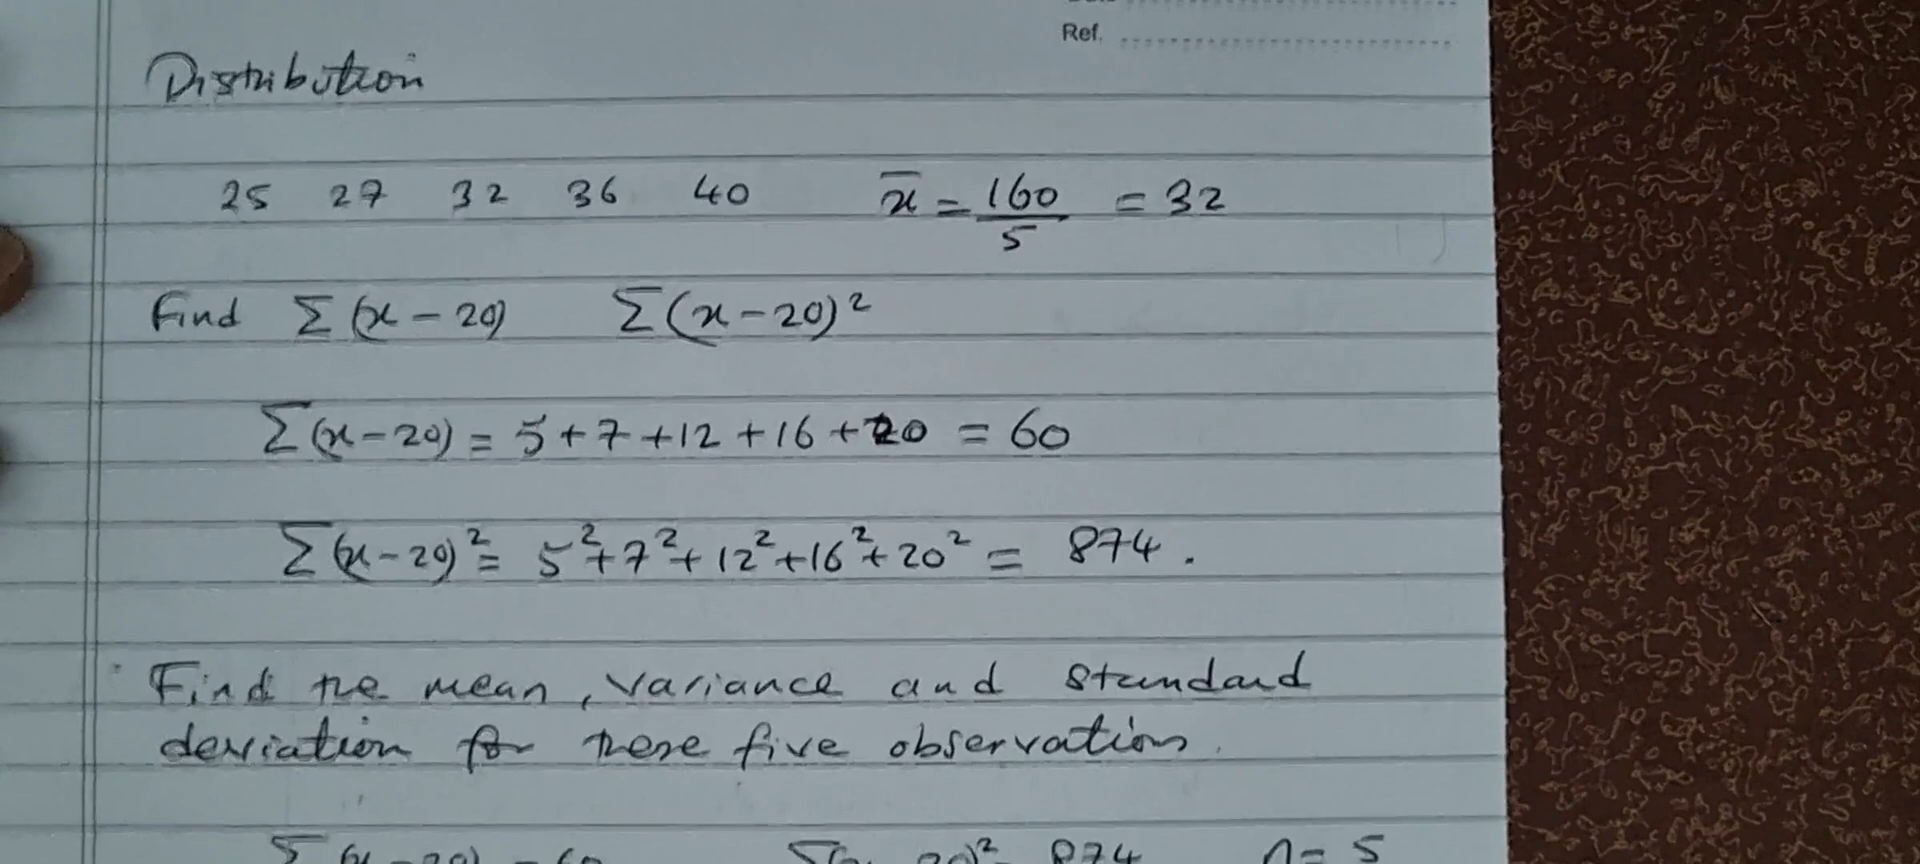 Ref.
Distribution
25 27 32 36 40 x̄ = 160/5 = 32
Find Σ(x-20) Σ(x-20)²
Σ(x-20) = 5+7+12+16+20 = 60
Σ(x-20)² = 5²+7²+12²+16²+20² = 874.
Find the mean, variance and standard
deviation for these five observations.
874 n= 5